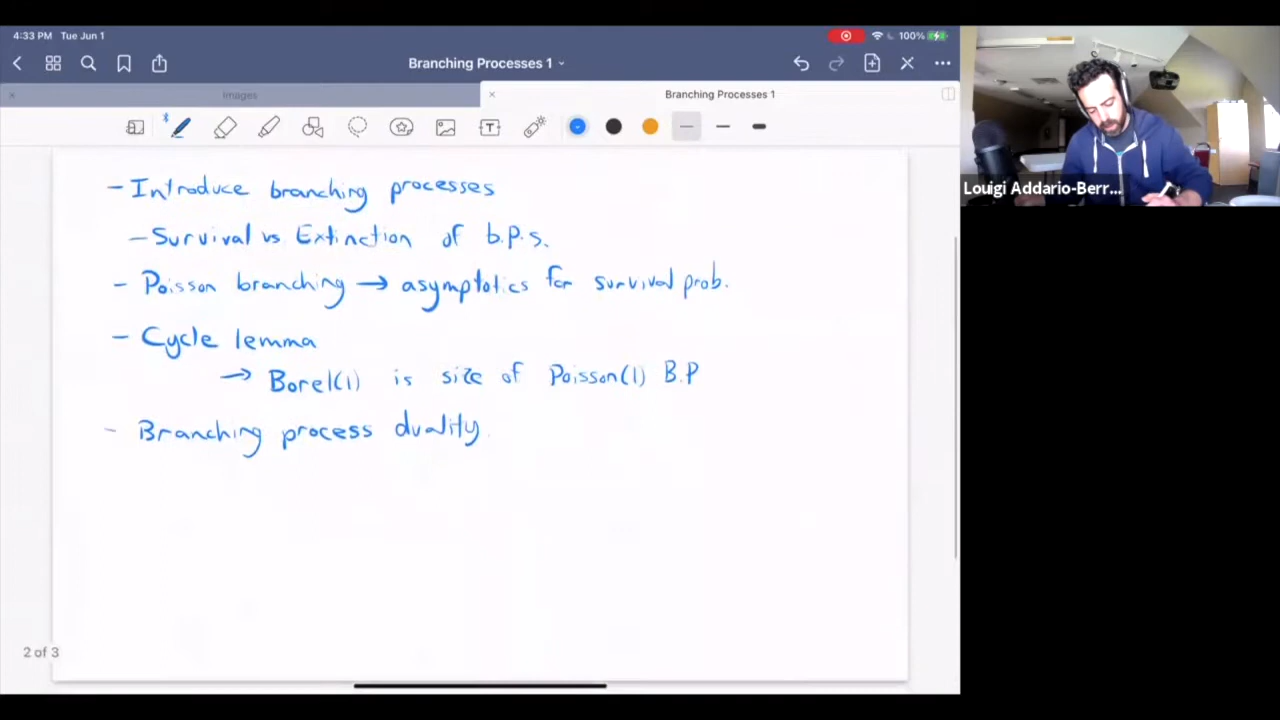 4:33 PM Tue Jun 1
100%
Branching Processes 1
Images
Branching Processes 1
- Introduce branching processes
- Survival vs Extinction of b.p.s.
- Poisson branching → asymptotics for survival prob.
- Cycle lemma
→ Borel(1) is size of Poisson(1) B.P
- Branching process duality.
2 of 3
Louigi Addario-Berr...